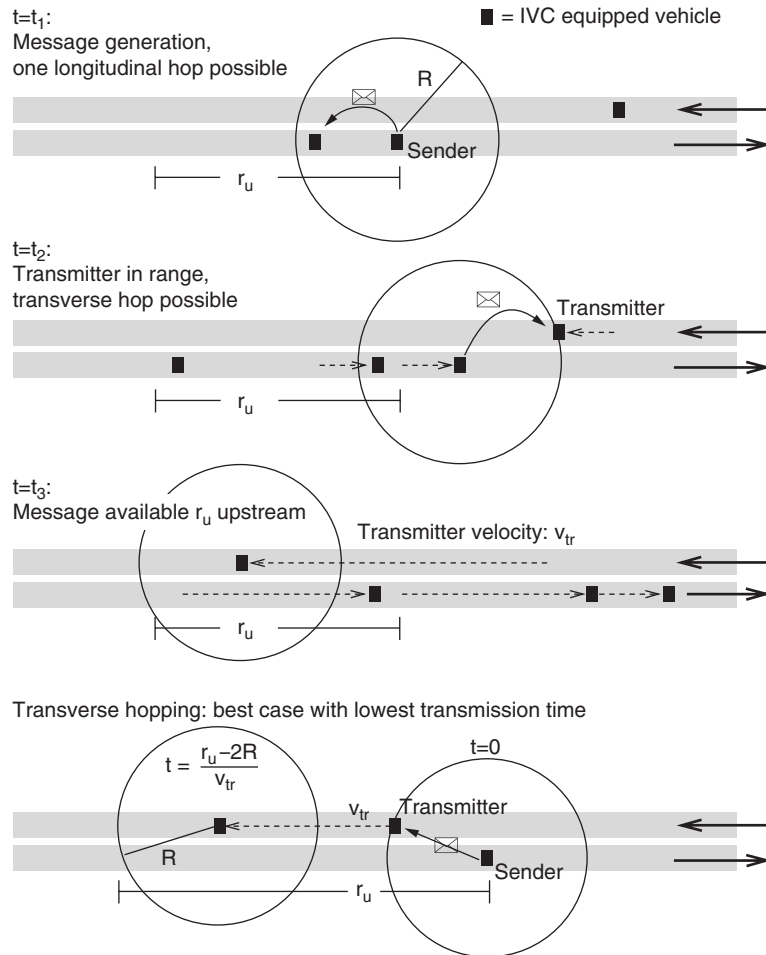 t=t₁:
Message generation,
one longitudinal hop possible
= IVC equipped vehicle
R
Sender
rᵤ
t=t₂:
Transmitter in range,
transverse hop possible
Transmitter
rᵤ
t=t₃:
Message available rᵤ upstream
Transmitter velocity: vₜᵣ
rᵤ
Transverse hopping: best case with lowest transmission time
t = (rᵤ−2R)/vₜᵣ
t=0
vₜᵣ
Transmitter
R
Sender
rᵤ